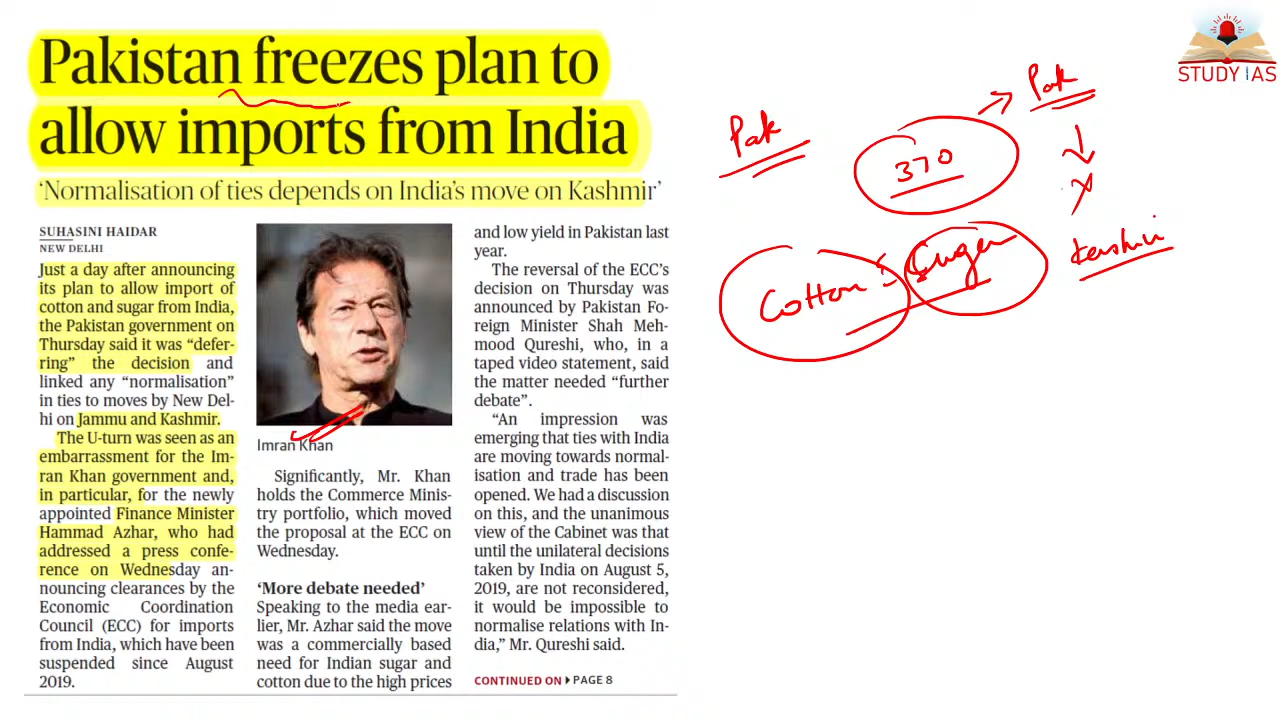 Pakistan freezes plan to
allow imports from India
‘Normalisation of ties depends on India’s move on Kashmir’
SUHASINI HAIDAR
NEW DELHI
Just a day after announcing
its plan to allow import of
cotton and sugar from India,
the Pakistan government on
Thursday said it was “defer-
ring” the decision and
linked any “normalisation”
in ties to moves by New Del-
hi on Jammu and Kashmir.
The U-turn was seen as an
embarrassment for the Im-
ran Khan government and,
in particular, for the newly
appointed Finance Minister
Hammad Azhar, who had
addressed a press confe-
rence on Wednesday an-
nouncing clearances by the
Economic Coordination
Council (ECC) for imports
from India, which have been
suspended since August
2019.
Imran Khan
Significantly, Mr. Khan
holds the Commerce Minis-
try portfolio, which moved
the proposal at the ECC on
Wednesday.
‘More debate needed’
Speaking to the media ear-
lier, Mr. Azhar said the move
was a commercially based
need for Indian sugar and
cotton due to the high prices
and low yield in Pakistan last
year.
The reversal of the ECC’s
decision on Thursday was
announced by Pakistan Fo-
reign Minister Shah Meh-
mood Qureshi, who, in
a taped video statement, said
the matter needed “further
debate”.
“An impression was
emerging that ties with India
are moving towards normal-
isation and trade has been
opened. We had a discussion
on this, and the unanimous
view of the Cabinet was that
until the unilateral decisions
taken by India on August 5,
2019, are not reconsidered,
it would be impossible to
normalise relations with In-
dia,” Mr. Qureshi said.
CONTINUED ON PAGE 8
Pak
370
Pak
Kashmir
Cotton & Sugar
STUDY IAS